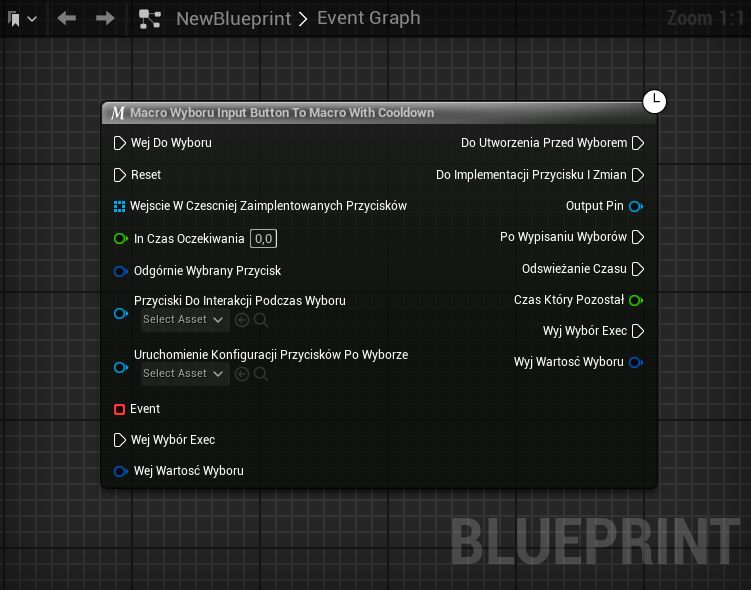 NewBlueprint > Event Graph
Zoom 1:1
M Macro Wyboru Input Button To Macro With Cooldown
Wej Do Wyboru
Do Utworzenia Przed Wyborem
Reset
Do Implementacji Przycisku I Zmian
Wejscie W Czescniej Zaimplentowanych Przycisków
Output Pin
In Czas Oczekiwania 0,0
Po Wypisaniu Wyborów
Odgórnie Wybrany Przycisk
Odswieżanie Czasu
Przyciski Do Interakcji Podczas Wyboru
Select Asset
Czas Który Pozostał
Wyj Wybór Exec
Uruchomienie Konfiguracji Przycisków Po Wyborze
Select Asset
Wyj Wartosć Wyboru
Event
Wej Wybór Exec
Wej Wartosć Wyboru
BLUEPRINT